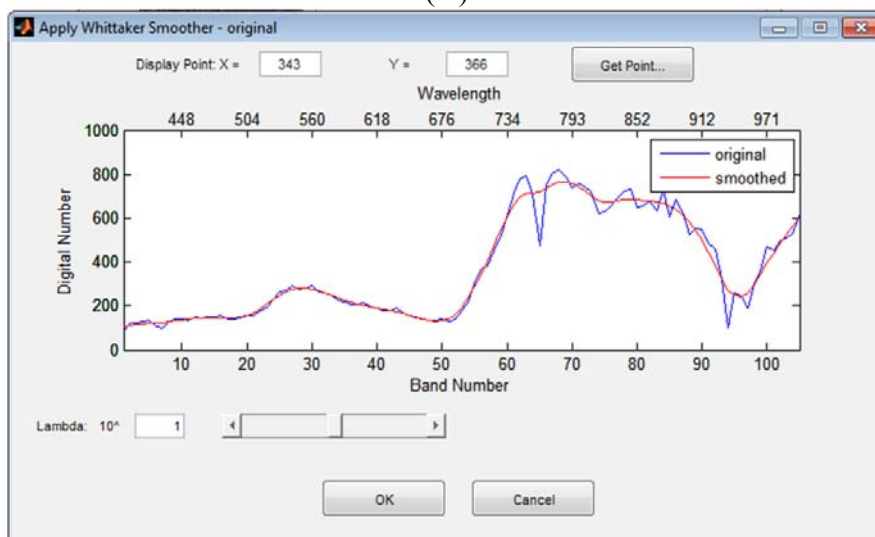 Apply Whittaker Smoother - original
Display Point: X = 343 Y = 366 Get Point...
Wavelength
448 504 560 618 676 734 793 852 912 971
1000
800
600
400
200
0
Digital Number
original
smoothed
10 20 30 40 50 60 70 80 90 100
Band Number
Lambda: 10^ 1
OK Cancel